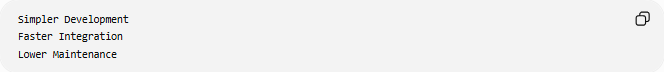 Simpler Development
Faster Integration
Lower Maintenance